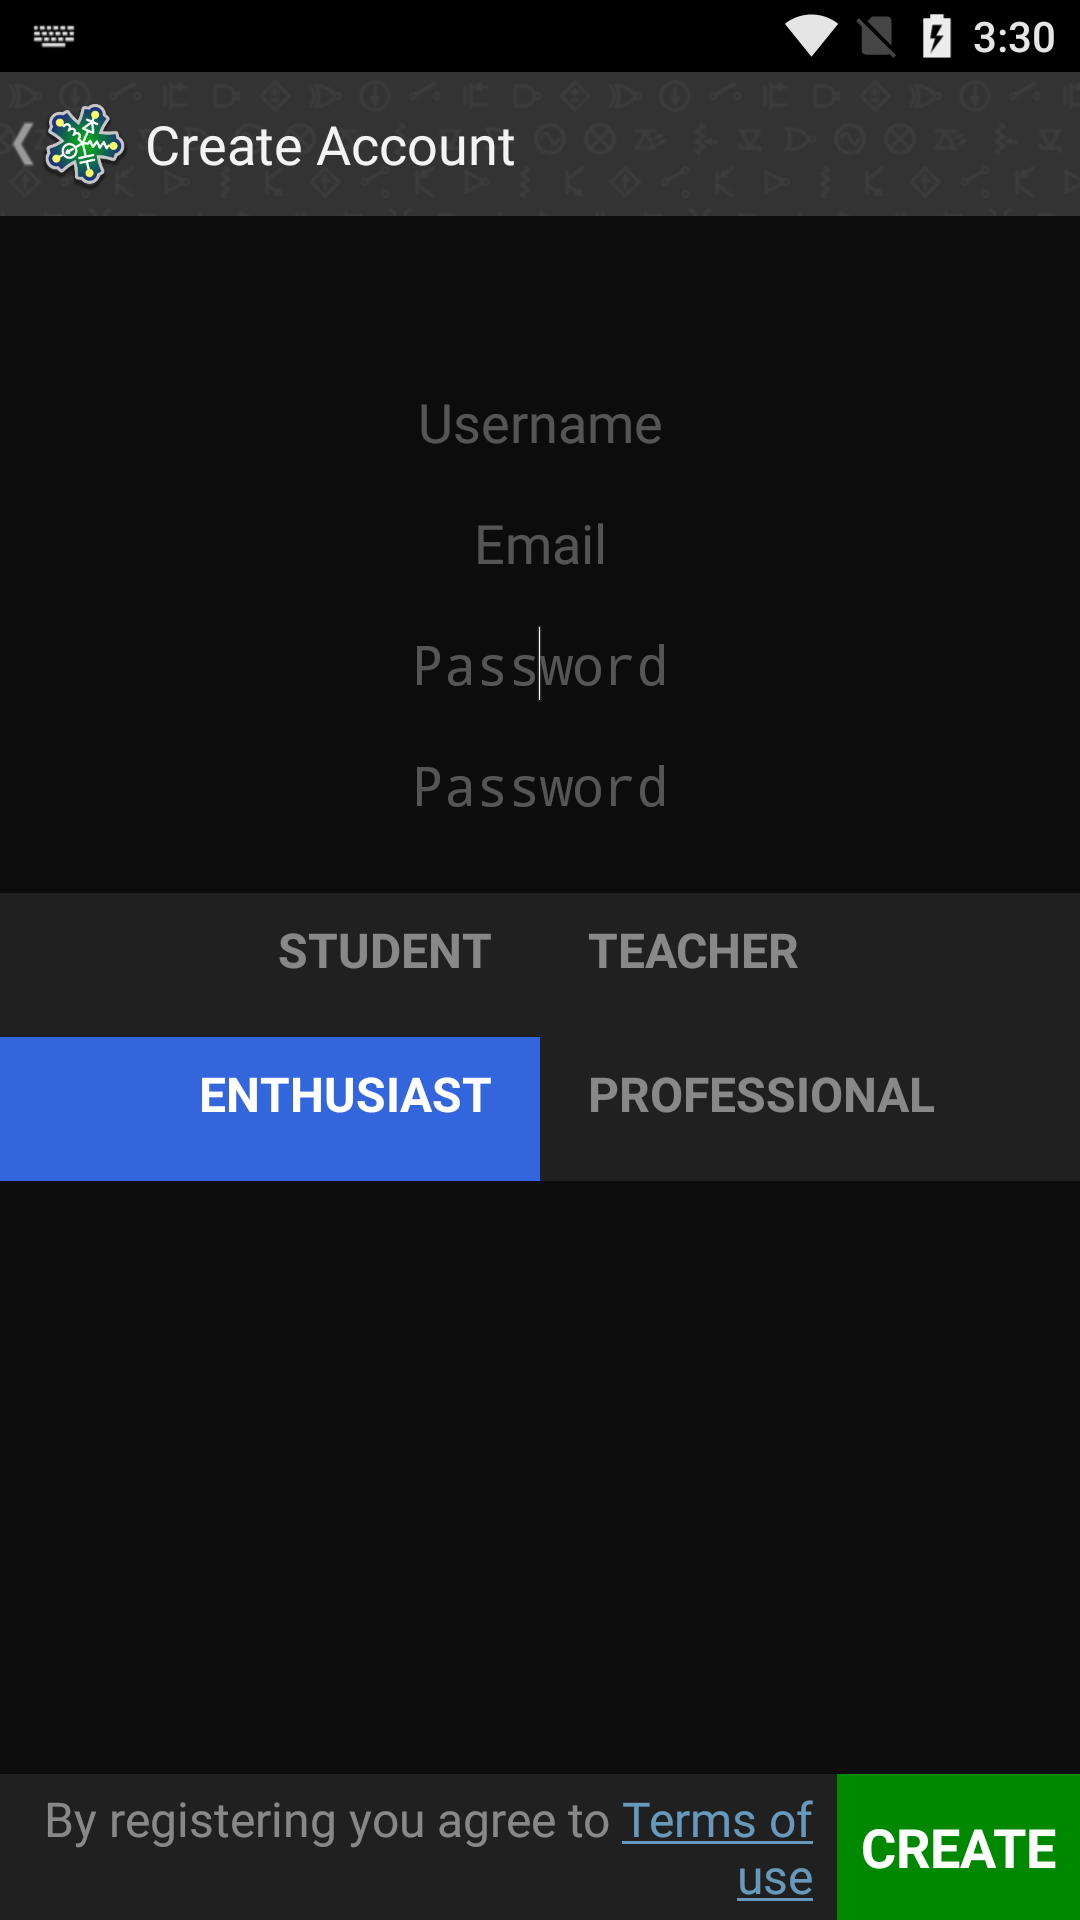 3:30
Create Account
Username
Email
Password
Password
STUDENT TEACHER
ENTHUSIAST PROFESSIONAL
By registering you agree to Terms of
use
CREATE